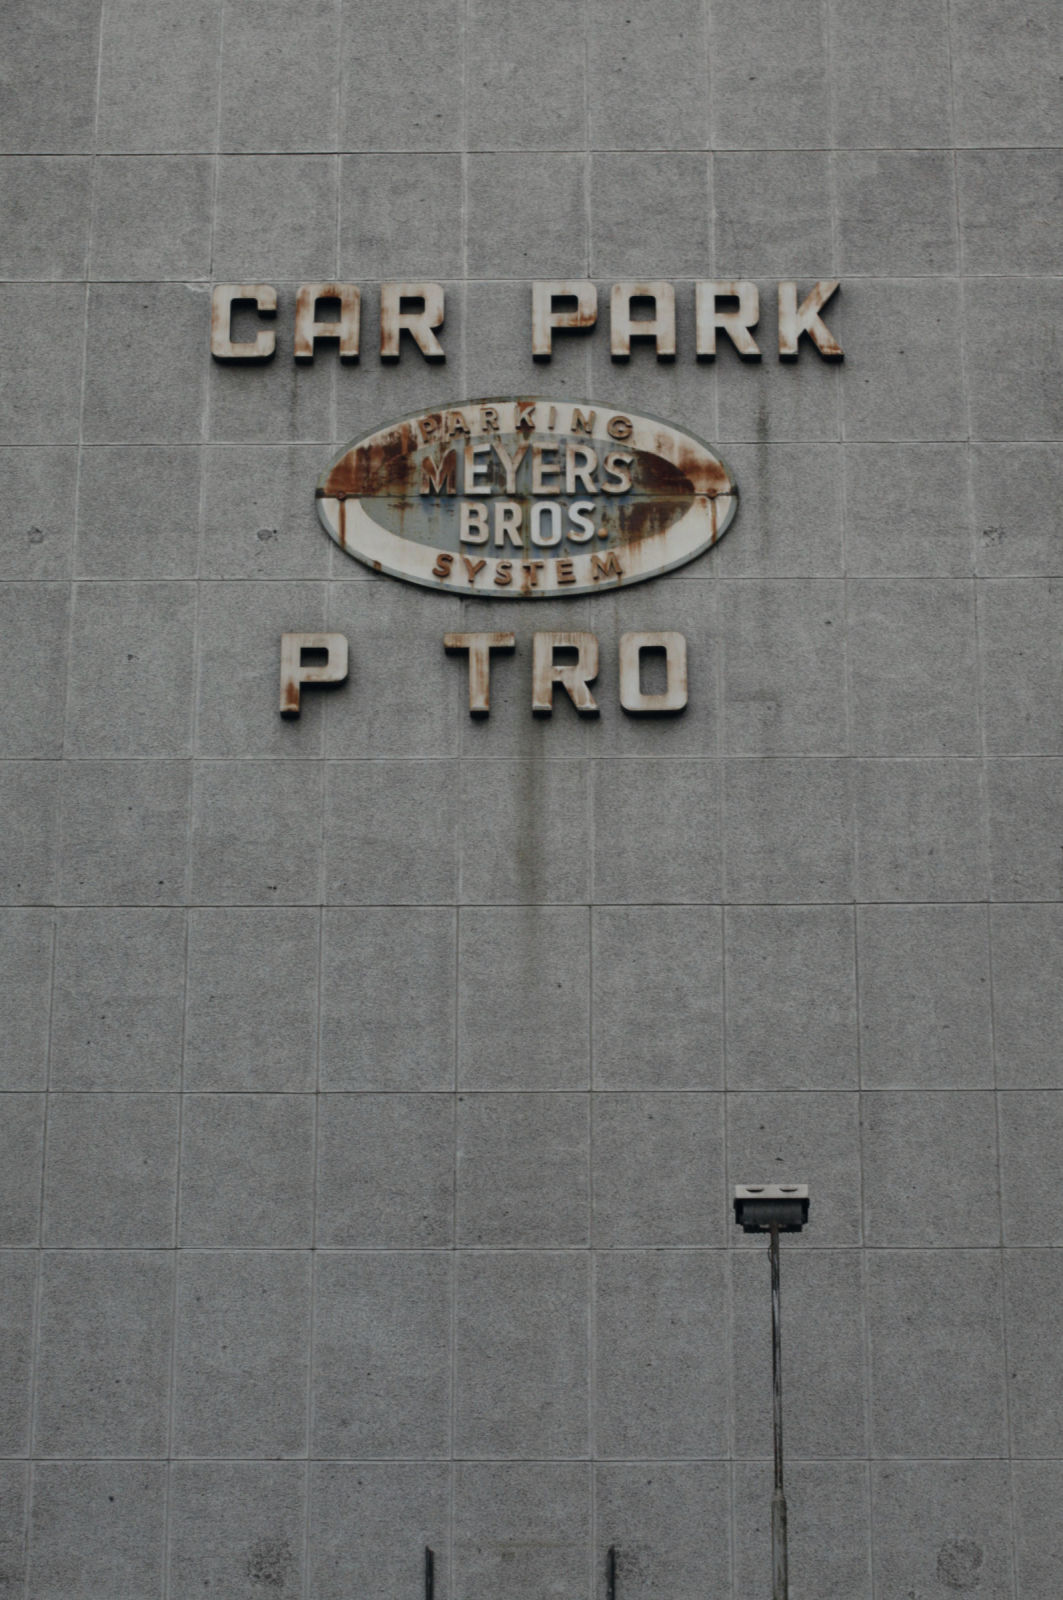 CAR PARK
PARKING
MEYERS
BROS.
SYSTEM
P TRO